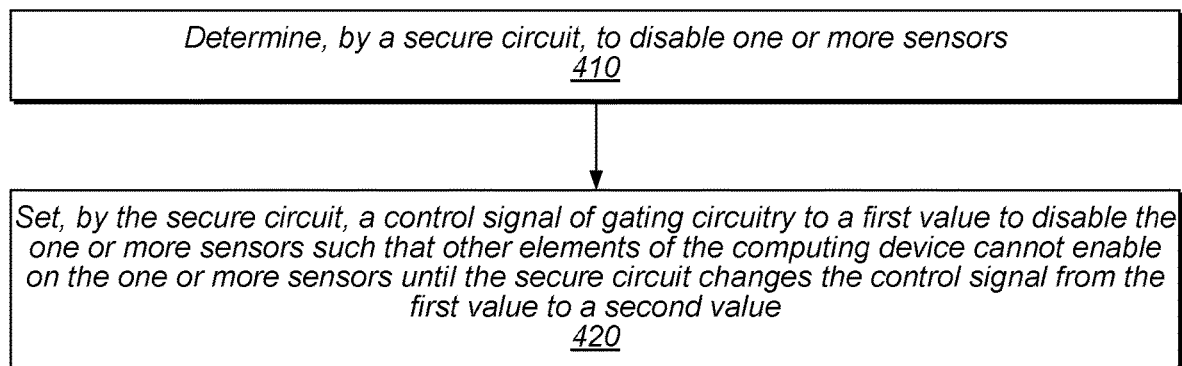 Determine, by a secure circuit, to disable one or more sensors
410
Set, by the secure circuit, a control signal of gating circuitry to a first value to disable the
one or more sensors such that other elements of the computing device cannot enable
on the one or more sensors until the secure circuit changes the control signal from the
first value to a second value
420